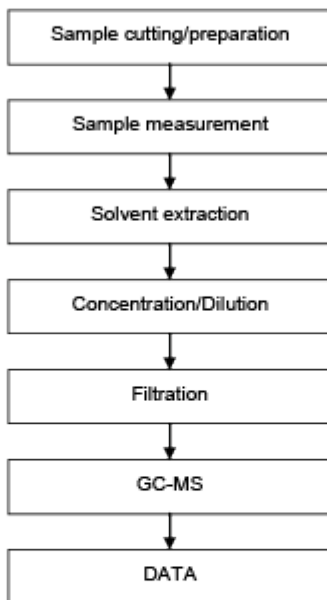 Sample cutting/preparation
Sample measurement
Solvent extraction
Concentration/Dilution
Filtration
GC-MS
DATA